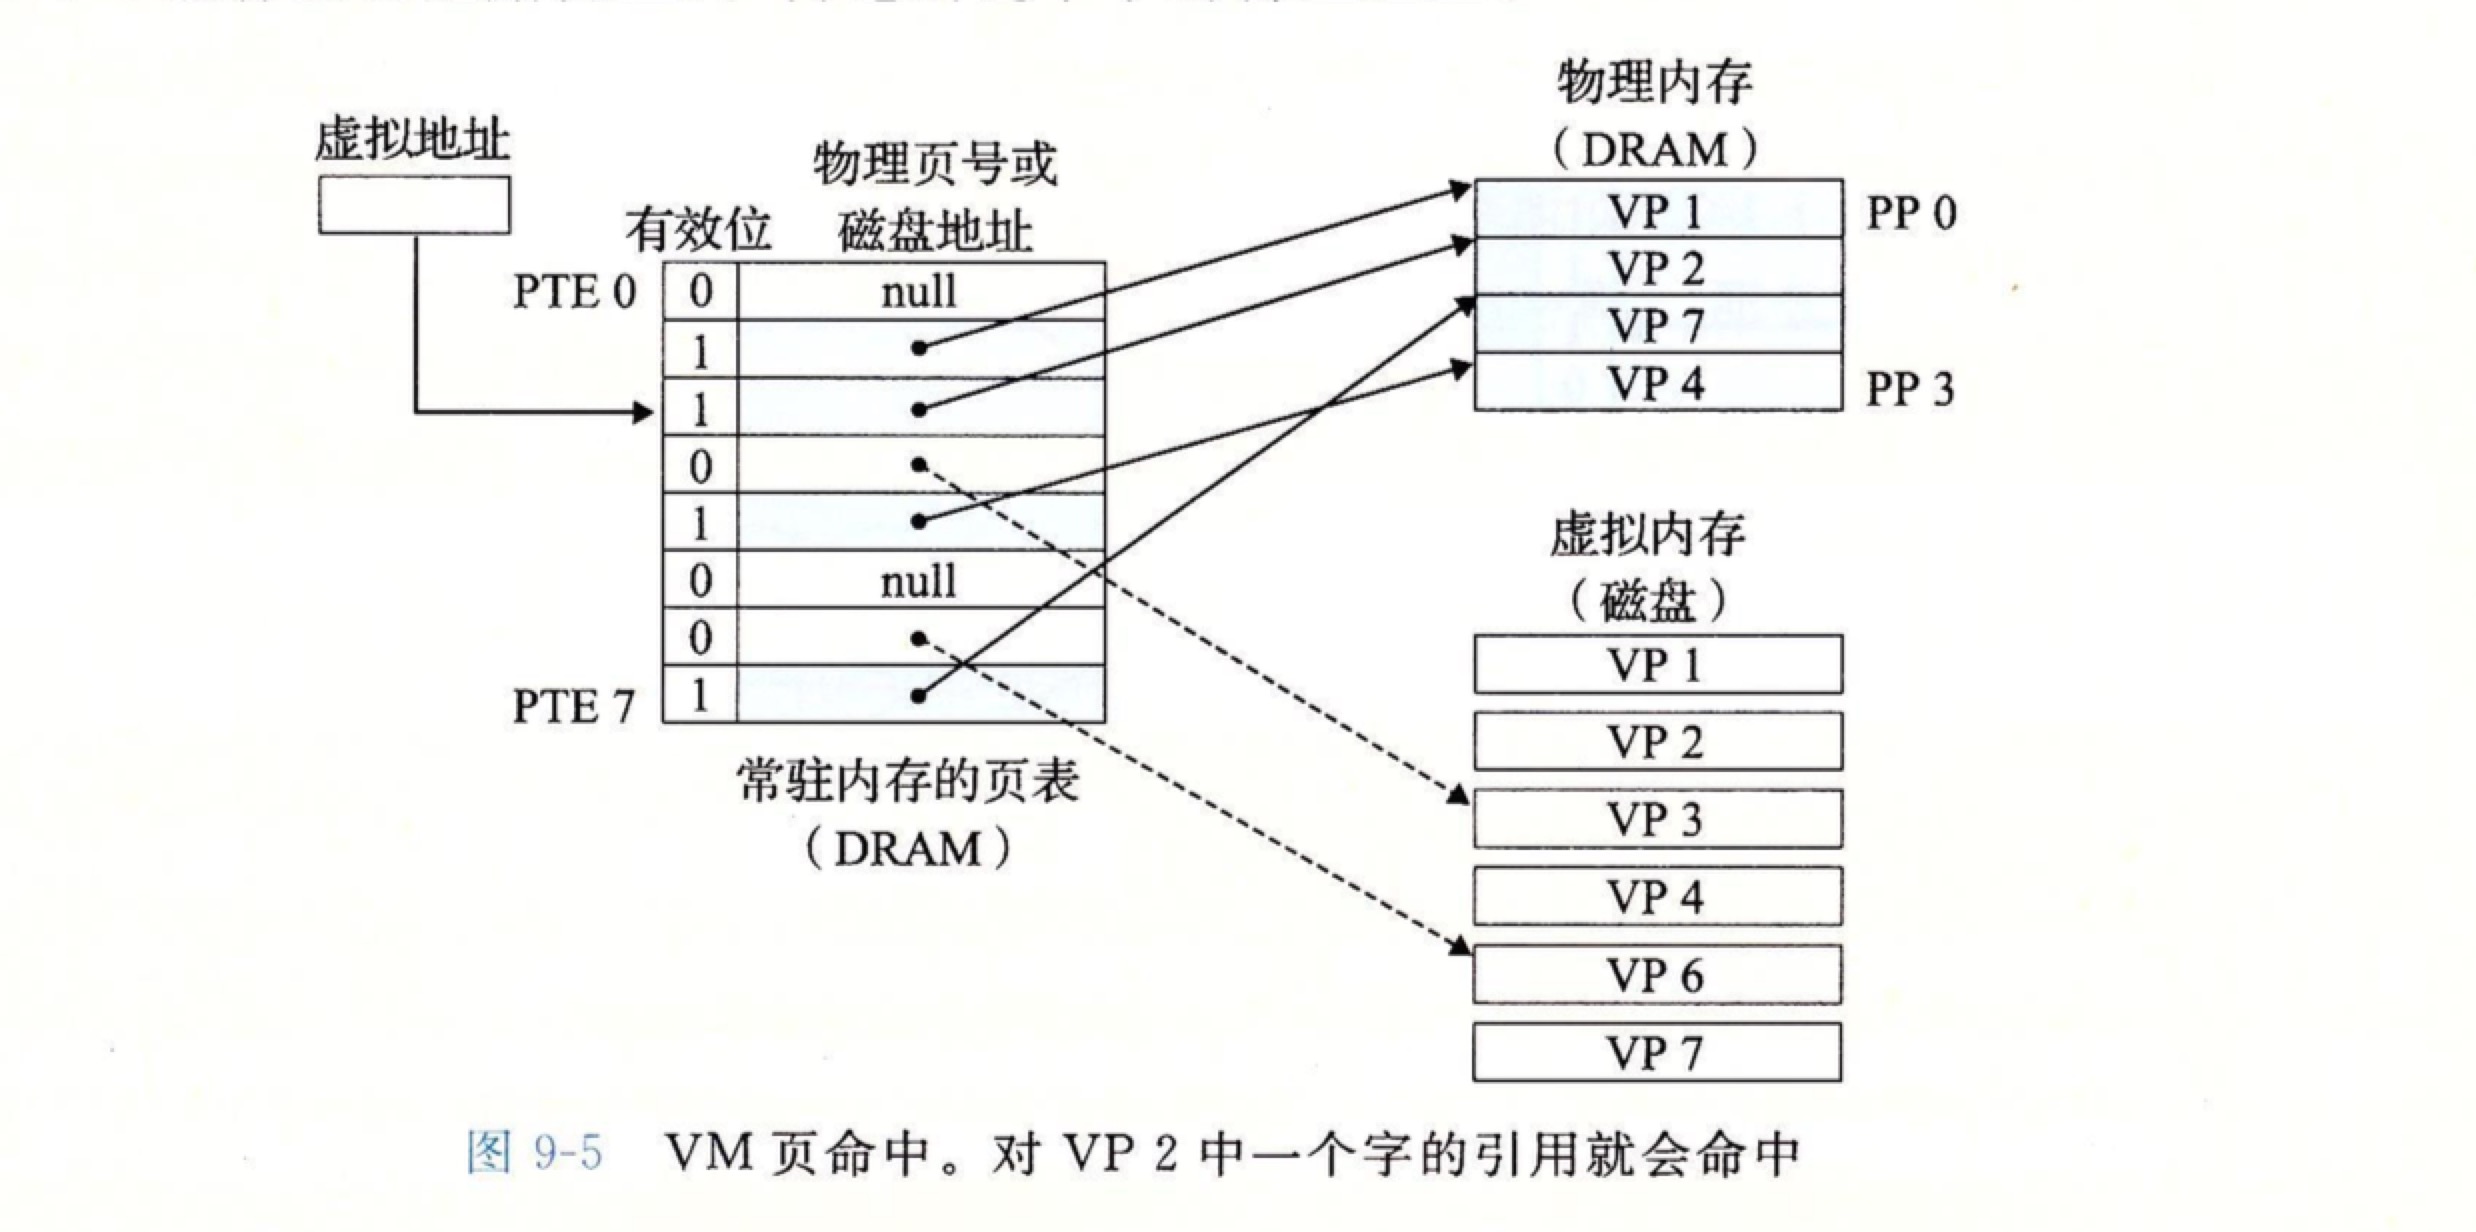 虚拟地址
物理页号或
有效位 磁盘地址
PTE 0 0 null
1
1
0
1
0 null
0
PTE 7 1
常驻内存的页表
（DRAM）
物理内存
（DRAM）
VP 1 PP 0
VP 2
VP 7
VP 4 PP 3
虚拟内存
（磁盘）
VP 1
VP 2
VP 3
VP 4
VP 6
VP 7
图 9-5 VM 页命中。对 VP 2 中一个字的引用就会命中